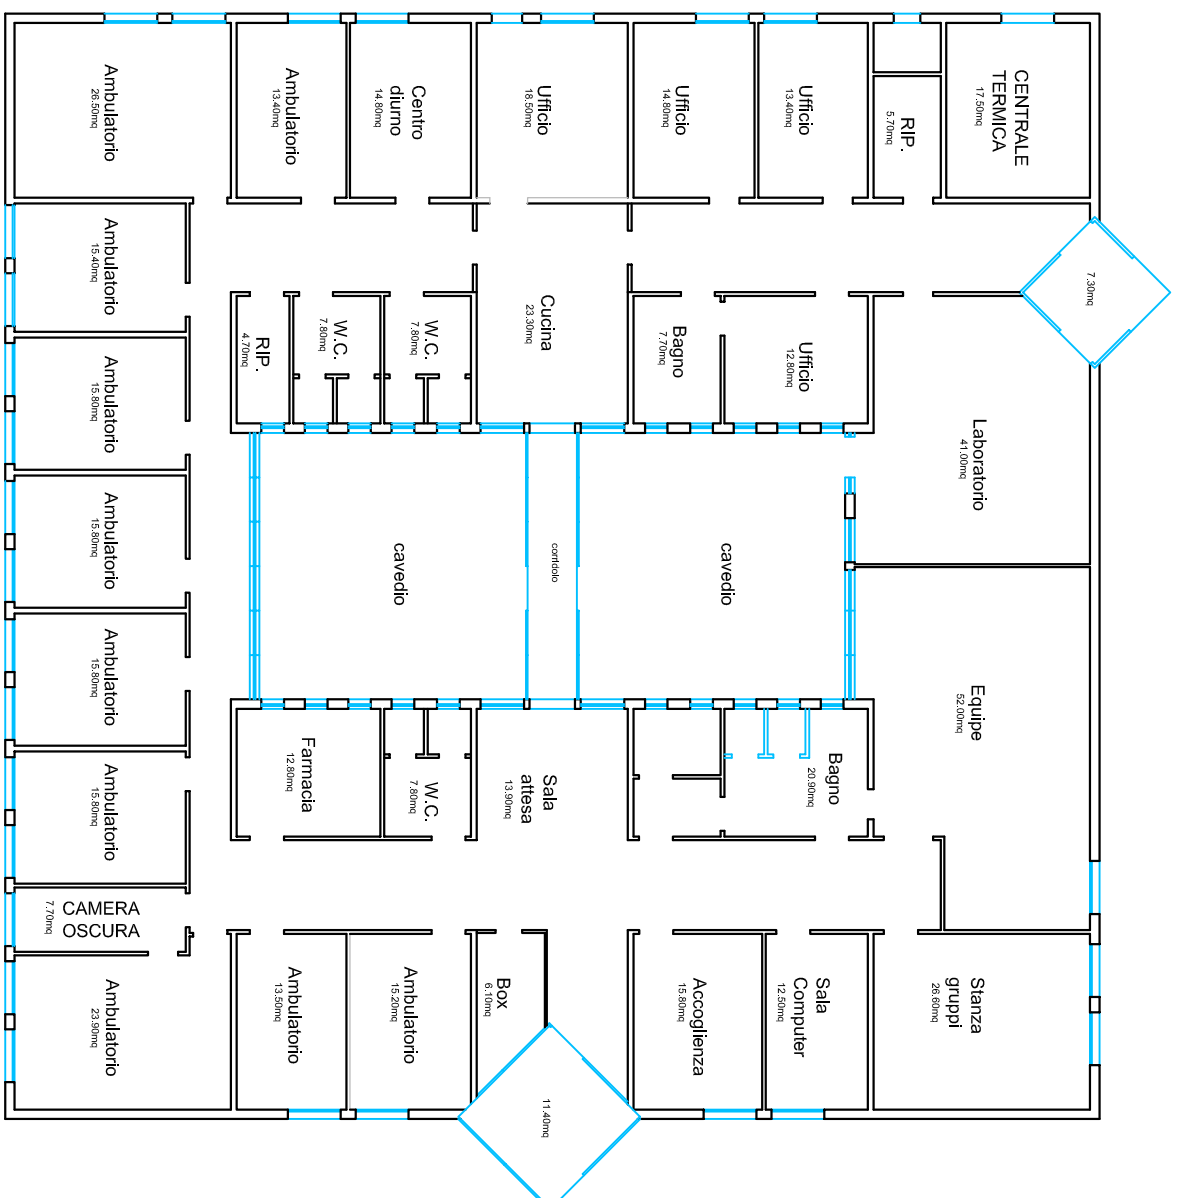 Ambulatorio
26.50mq
Ambulatorio
13.40mq
Centro
diurno
14.80mq
Ufficio
18.50mq
Ufficio
14.80mq
Ufficio
13.40mq
RIP.
5.70mq
CENTRALE
TERMICA
17.50mq
Ambulatorio
15.40mq
7.30mq
RIP.
4.70mq
W.C.
7.80mq
W.C.
7.80mq
Cucina
23.30mq
Bagno
7.70mq
Ufficio
12.80mq
Ambulatorio
15.80mq
Laboratorio
41.00mq
Ambulatorio
15.80mq
cavedio
corridoio
cavedio
Ambulatorio
15.80mq
Equipe
52.00mq
Ambulatorio
15.80mq
Farmacia
12.80mq
W.C.
7.80mq
Sala
attesa
13.90mq
Bagno
20.90mq
CAMERA
OSCURA
7.70mq
Ambulatorio
23.90mq
Ambulatorio
13.50mq
Ambulatorio
15.20mq
Box
6.10mq
Accoglienza
15.80mq
Sala
Computer
12.50mq
Stanza
gruppi
26.60mq
11.40mq